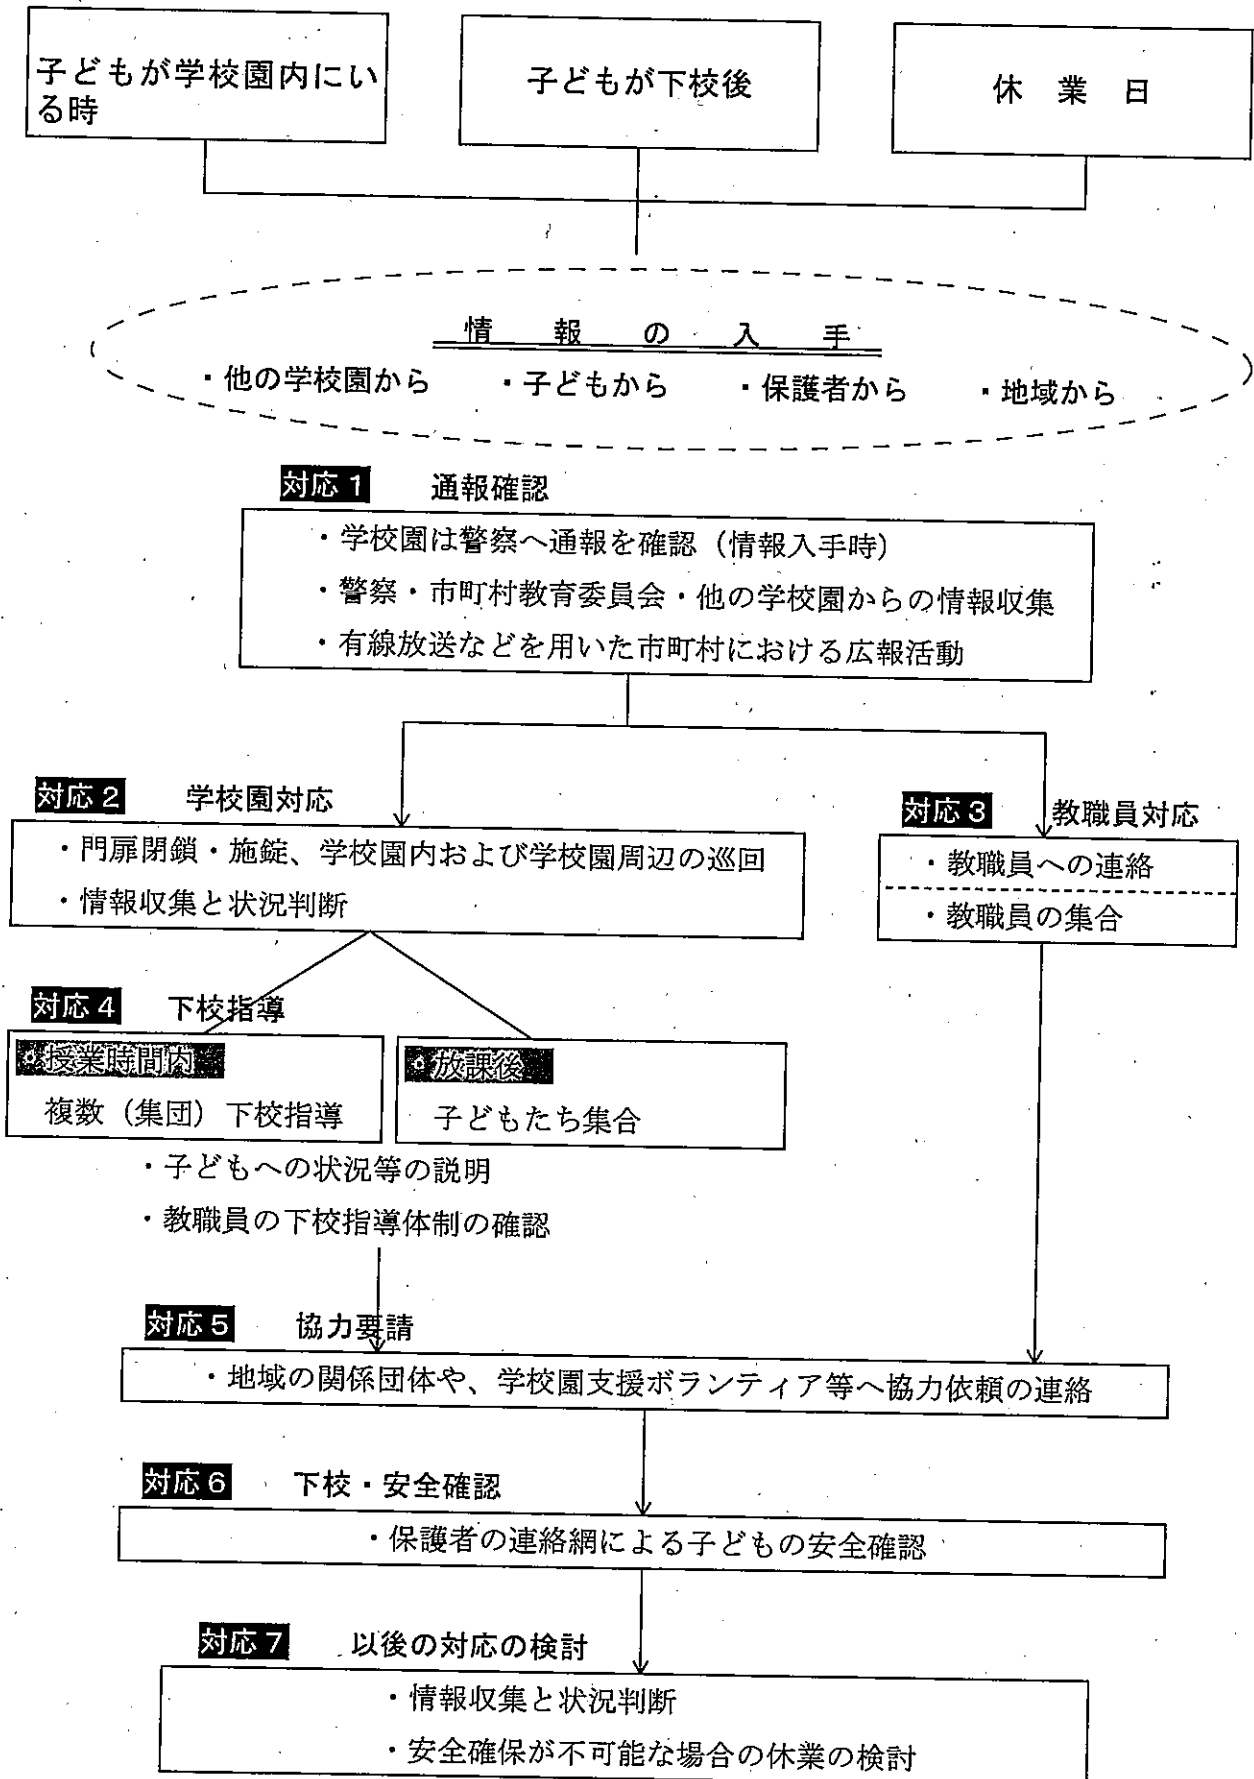 子どもが学校園内にい
る時
子どもが下校後
休業日
情報の入手
・他の学校園から ・子どもから ・保護者から ・地域から
対応1 通報確認
・学校園は警察へ通報を確認（情報入手時）
・警察・市町村教育委員会・他の学校園からの情報収集
・有線放送などを用いた市町村における広報活動
対応2 学校園対応
・門扉閉鎖・施錠、学校園内および学校園周辺の巡回
・情報収集と状況判断
対応3 教職員対応
・教職員への連絡
・教職員の集合
対応4 下校指導
授業時間内
複数（集団）下校指導
放課後
子どもたち集合
・子どもへの状況等の説明
・教職員の下校指導体制の確認
対応5 協力要請
・地域の関係団体や、学校園支援ボランティア等へ協力依頼の連絡
対応6 下校・安全確認
・保護者の連絡網による子どもの安全確認
対応7 以後の対応の検討
・情報収集と状況判断
・安全確保が不可能な場合の休業の検討